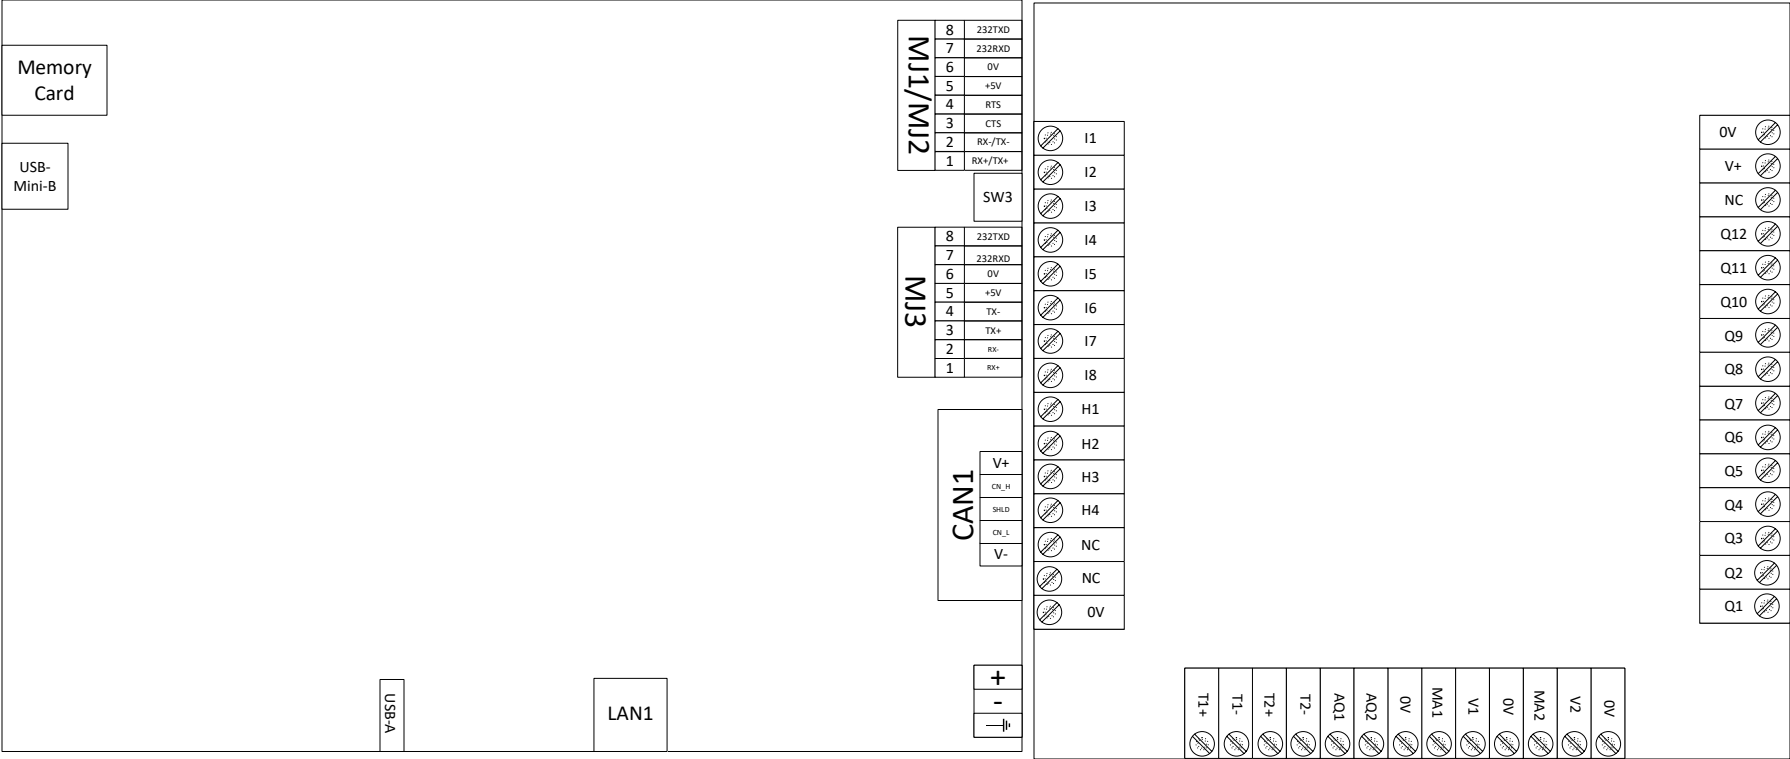 Memory
Card
USB-
Mini-B
MJ1/MJ2
8 232TXD
7 232RXD
6 0V
5 +5V
4 RTS
3 CTS
2 RX-/TX-
1 RX+/TX+
SW3
MJ3
8 232TXD
7 232RXD
6 0V
5 +5V
4 TX-
3 TX+
2 RX-
1 RX+
CAN1
V+
CN_H
SHLD
CN_L
V-
+
-
USB-A
LAN1
I1
I2
I3
I4
I5
I6
I7
I8
H1
H2
H3
H4
NC
NC
0V
0V
V+
NC
Q12
Q11
Q10
Q9
Q8
Q7
Q6
Q5
Q4
Q3
Q2
Q1
T1+
T1-
T2+
T2-
AQ1
AQ2
0V
MA1
V1
0V
MA2
V2
0V